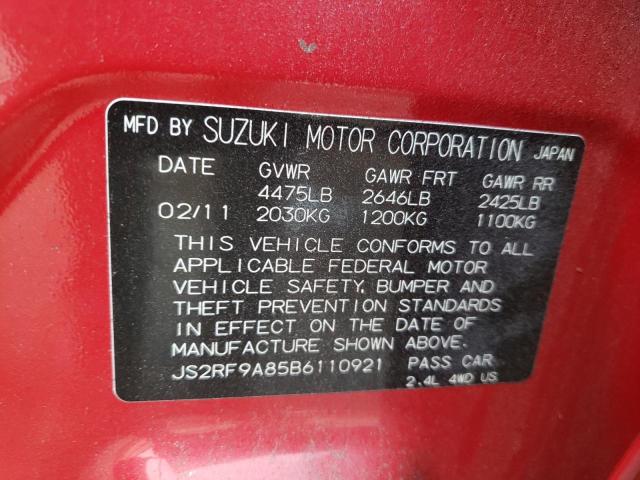 MFD BY SUZUKI MOTOR CORPORATION JAPAN
DATE GVWR GAWR FRT GAWR RR
4475LB 2646LB 2425LB
02/11 2030KG 1200KG 1100KG
THIS VEHICLE CONFORMS TO ALL
APPLICABLE FEDERAL MOTOR
VEHICLE SAFETY, BUMPER AND
THEFT PREVENTION STANDARDS
IN EFFECT ON THE DATE OF
MANUFACTURE SHOWN ABOVE.
JS2RF9A85B6110921 PASS CAR
2.4L 4WD US